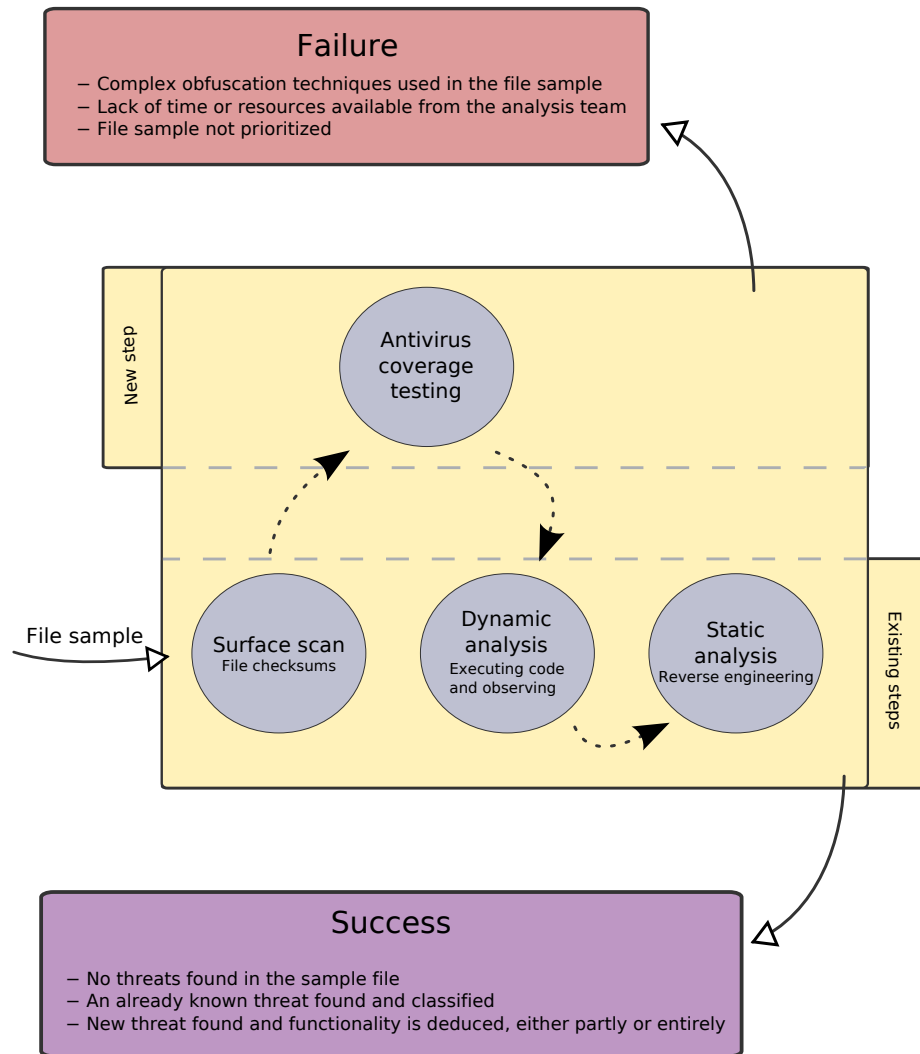 Failure
− Complex obfuscation techniques used in the file sample
− Lack of time or resources available from the analysis team
− File sample not prioritized
New step
Antivirus
coverage
testing
File sample
Surface scan
File checksums
Dynamic
analysis
Executing code
and observing
Static
analysis
Reverse engineering
Existing steps
Success
− No threats found in the sample file
− An already known threat found and classified
− New threat found and functionality is deduced, either partly or entirely